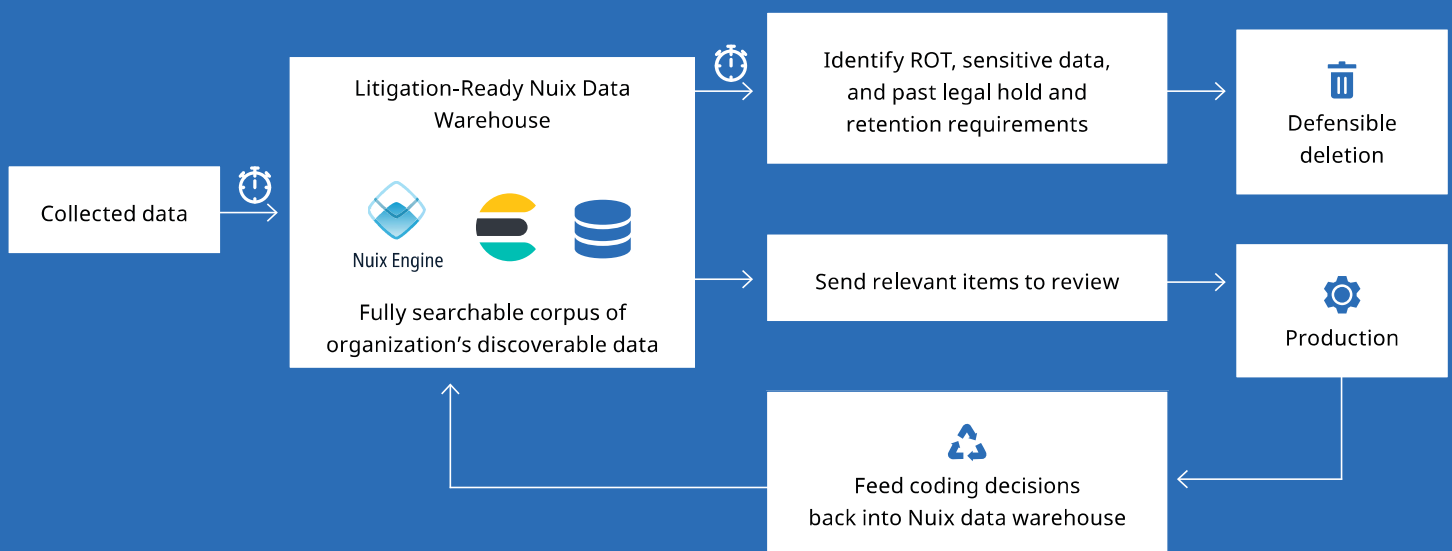 Collected data
Litigation-Ready Nuix Data
Warehouse
Nuix Engine
Fully searchable corpus of
organization’s discoverable data
Identify ROT, sensitive data,
and past legal hold and
retention requirements
Defensible
deletion
Send relevant items to review
Production
Feed coding decisions
back into Nuix data warehouse